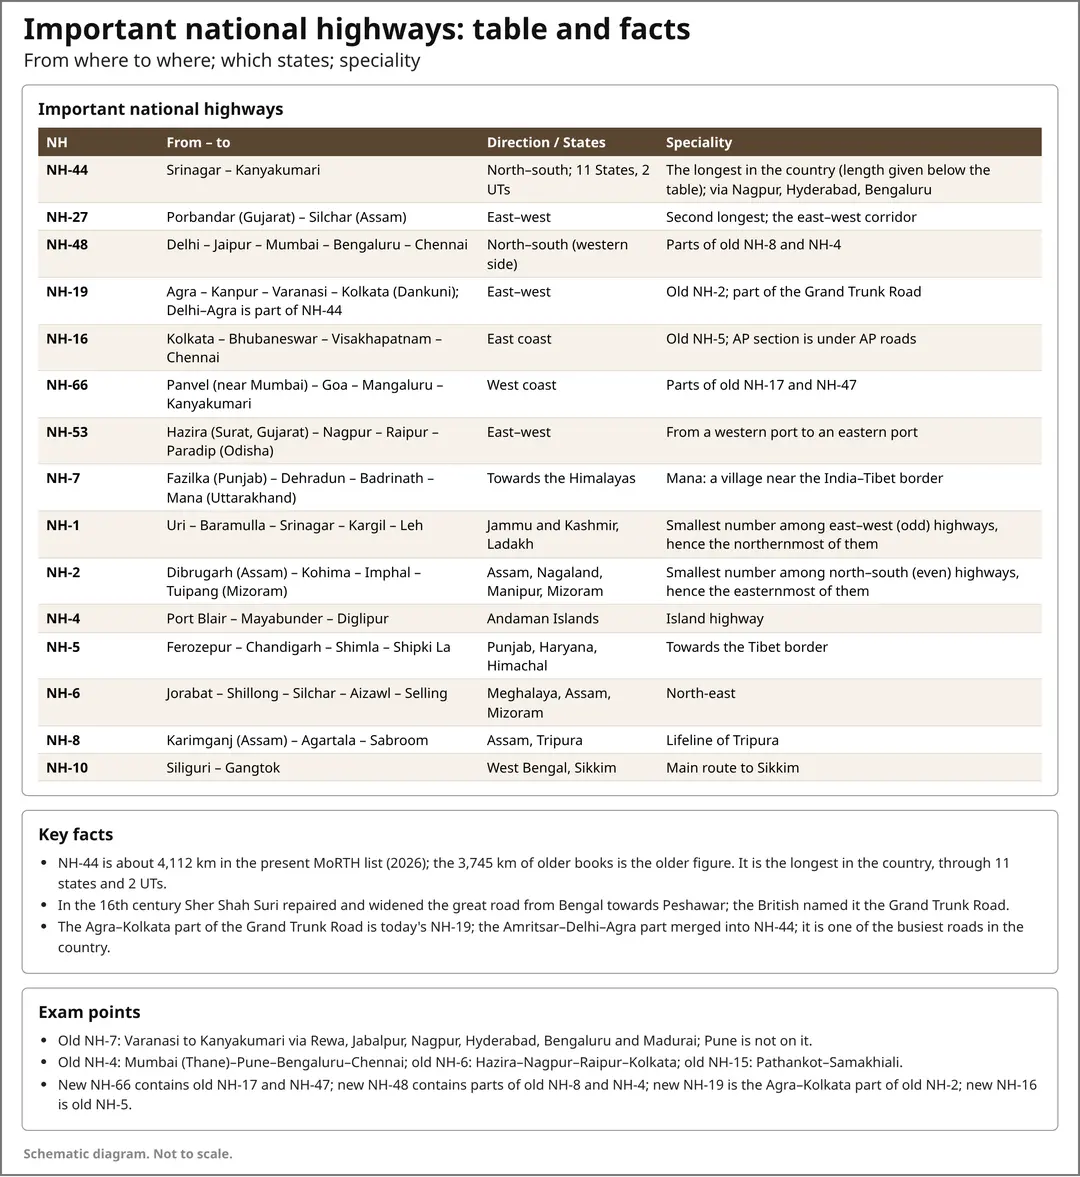 Important national highways: table and facts
From where to where; which states; speciality
Important national highways
NH From – to Direction / States Speciality
NH-44 Srinagar – Kanyakumari North–south; 11 States, 2 The longest in the country (length given below the
UTs table); via Nagpur, Hyderabad, Bengaluru
NH-27 Porbandar (Gujarat) – Silchar (Assam) East–west Second longest; the east–west corridor
NH-48 Delhi – Jaipur – Mumbai – Bengaluru – Chennai North–south (western Parts of old NH-8 and NH-4
side)
NH-19 Agra – Kanpur – Varanasi – Kolkata (Dankuni); East–west Old NH-2; part of the Grand Trunk Road
Delhi–Agra is part of NH-44
NH-16 Kolkata – Bhubaneswar – Visakhapatnam – East coast Old NH-5; AP section is under AP roads
Chennai
NH-66 Panvel (near Mumbai) – Goa – Mangaluru – West coast Parts of old NH-17 and NH-47
Kanyakumari
NH-53 Hazira (Surat, Gujarat) – Nagpur – Raipur – East–west From a western port to an eastern port
Paradip (Odisha)
NH-7 Fazilka (Punjab) – Dehradun – Badrinath – Towards the Himalayas Mana: a village near the India–Tibet border
Mana (Uttarakhand)
NH-1 Uri – Baramulla – Srinagar – Kargil – Leh Jammu and Kashmir, Smallest number among east–west (odd) highways,
Ladakh hence the northernmost of them
NH-2 Dibrugarh (Assam) – Kohima – Imphal – Assam, Nagaland, Smallest number among north–south (even) highways,
Tuipang (Mizoram) Manipur, Mizoram hence the easternmost of them
NH-4 Port Blair – Mayabunder – Diglipur Andaman Islands Island highway
NH-5 Ferozepur – Chandigarh – Shimla – Shipki La Punjab, Haryana, Towards the Tibet border
Himachal
NH-6 Jorabat – Shillong – Silchar – Aizawl – Selling Meghalaya, Assam, North-east
Mizoram
NH-8 Karimganj (Assam) – Agartala – Sabroom Assam, Tripura Lifeline of Tripura
NH-10 Siliguri – Gangtok West Bengal, Sikkim Main route to Sikkim
Key facts
• NH-44 is about 4,112 km in the present MoRTH list (2026); the 3,745 km of older books is the older figure. It is the longest in the country, through 11
states and 2 UTs.
• In the 16th century Sher Shah Suri repaired and widened the great road from Bengal towards Peshawar; the British named it the Grand Trunk Road.
• The Agra–Kolkata part of the Grand Trunk Road is today's NH-19; the Amritsar–Delhi–Agra part merged into NH-44; it is one of the busiest roads in the
country.
Exam points
• Old NH-7: Varanasi to Kanyakumari via Rewa, Jabalpur, Nagpur, Hyderabad, Bengaluru and Madurai; Pune is not on it.
• Old NH-4: Mumbai (Thane)–Pune–Bengaluru–Chennai; old NH-6: Hazira–Nagpur–Raipur–Kolkata; old NH-15: Pathankot–Samakhiali.
• New NH-66 contains old NH-17 and NH-47; new NH-48 contains parts of old NH-8 and NH-4; new NH-19 is the Agra–Kolkata part of old NH-2; new NH-16
is old NH-5.
Schematic diagram. Not to scale.